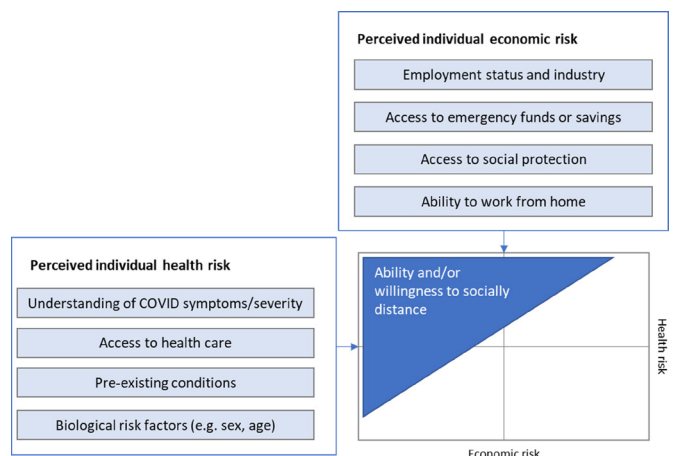 Perceived individual economic risk
Employment status and industry
Access to emergency funds or savings
Access to social protection
Ability to work from home
Perceived individual health risk
Understanding of COVID symptoms/severity
Access to health care
Pre-existing conditions
Biological risk factors (e.g. sex, age)
Ability and/or
willingness to socially
distance
Health risk
Economic risk